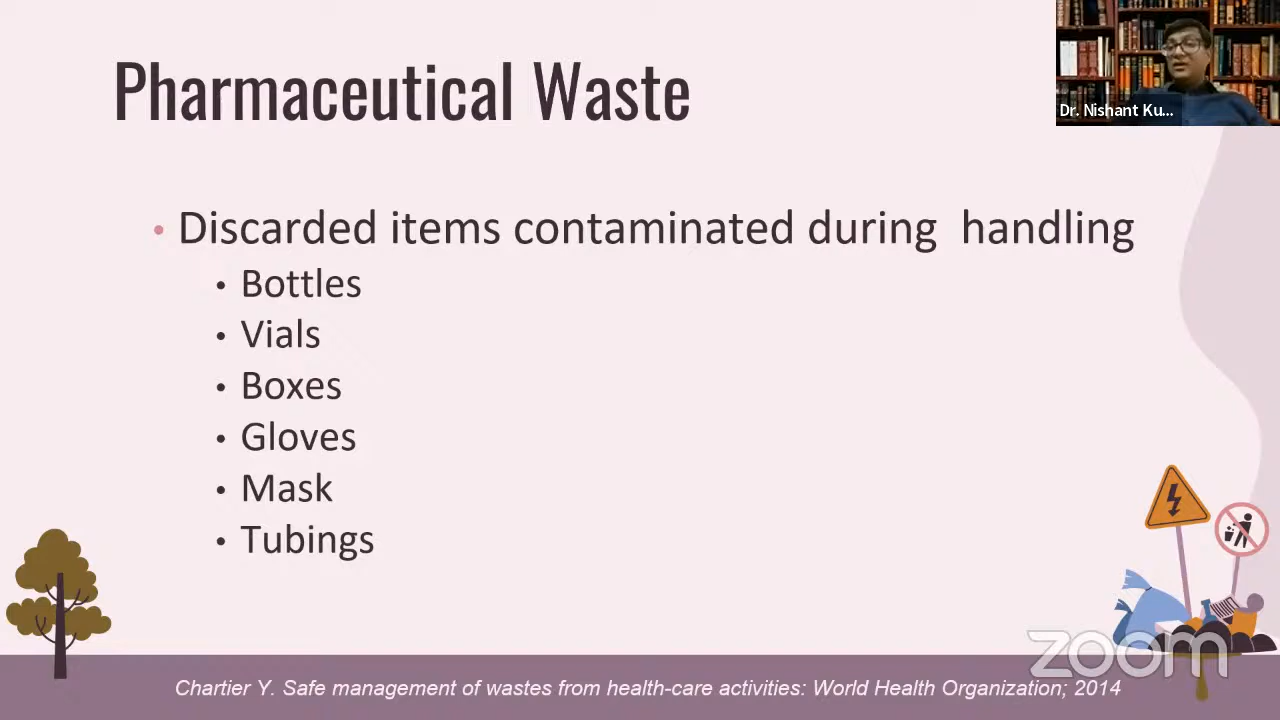 Pharmaceutical Waste
Dr. Nishant Ku...
• Discarded items contaminated during  handling
• Bottles
• Vials
• Boxes
• Gloves
• Mask
• Tubings
zoom
Chartier Y. Safe management of wastes from health-care activities: World Health Organization; 2014